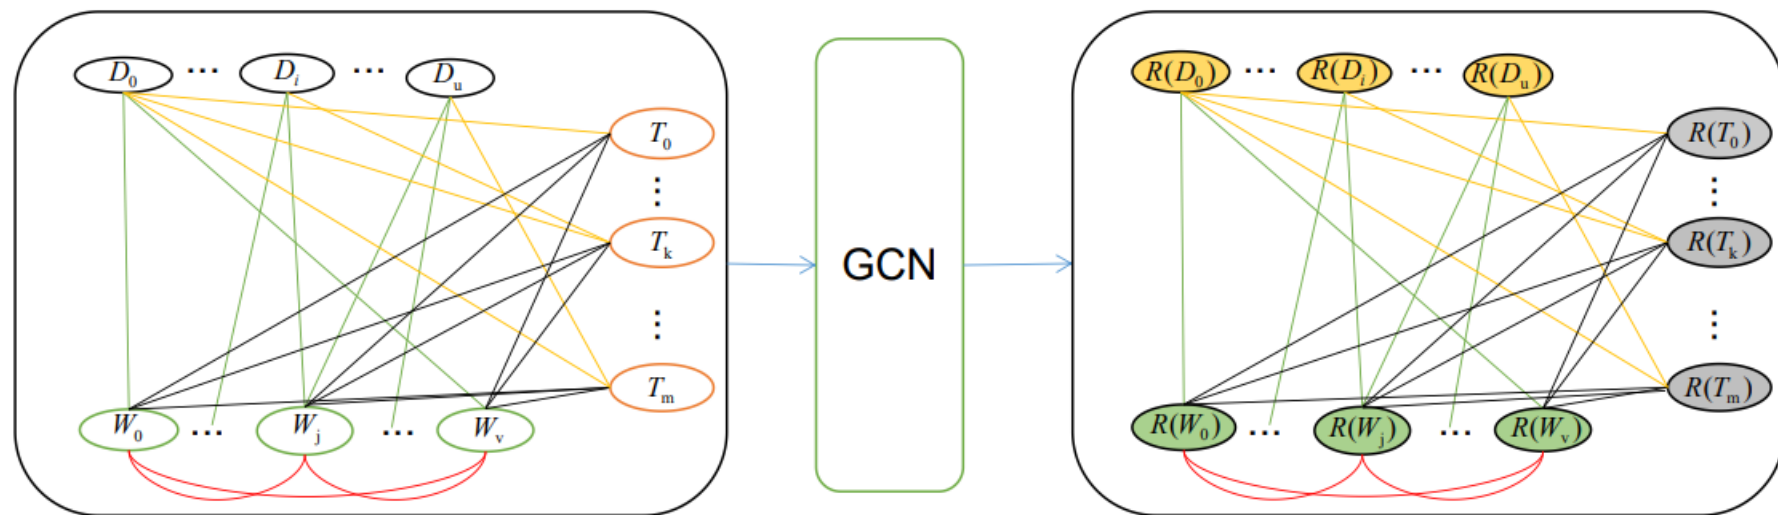 D₀ ··· Dᵢ ··· Dᵤ
T₀
⋮
Tₖ
⋮
Tₘ
W₀ ··· Wⱼ ··· Wᵥ
GCN
R(D₀) ··· R(Dᵢ) ··· R(Dᵤ)
R(T₀)
⋮
R(Tₖ)
⋮
R(Tₘ)
R(W₀) ··· R(Wⱼ) ··· R(Wᵥ)